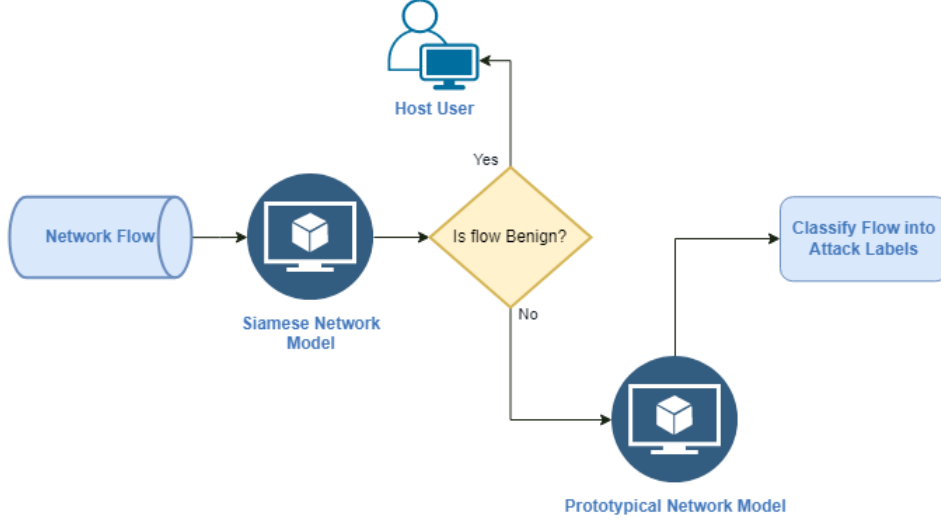 Host User
Yes
Network Flow
Is flow Benign?
Classify Flow into
Attack Labels
No
Siamese Network
Model
Prototypical Network Model